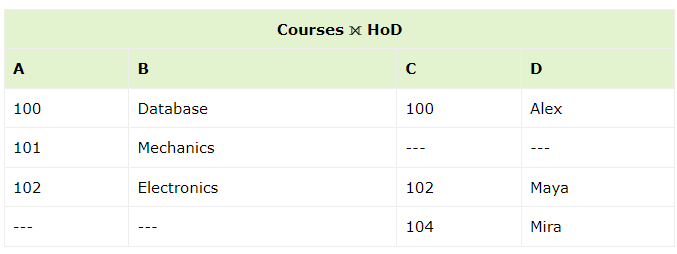 Courses ⟗ HoD
A B C D
100 Database 100 Alex
101 Mechanics --- ---
102 Electronics 102 Maya
--- --- 104 Mira